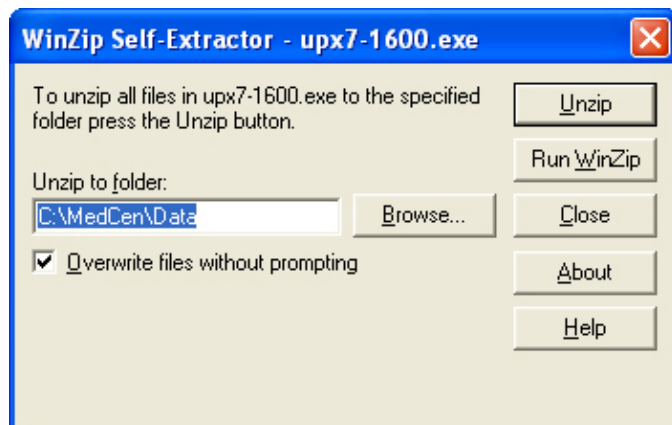 WinZip Self-Extractor - upx7-1600.exe
To unzip all files in upx7-1600.exe to the specified
folder press the Unzip button.
Unzip to folder:
C:\MedCen\Data
Browse...
Overwrite files without prompting
Unzip
Run WinZip
Close
About
Help